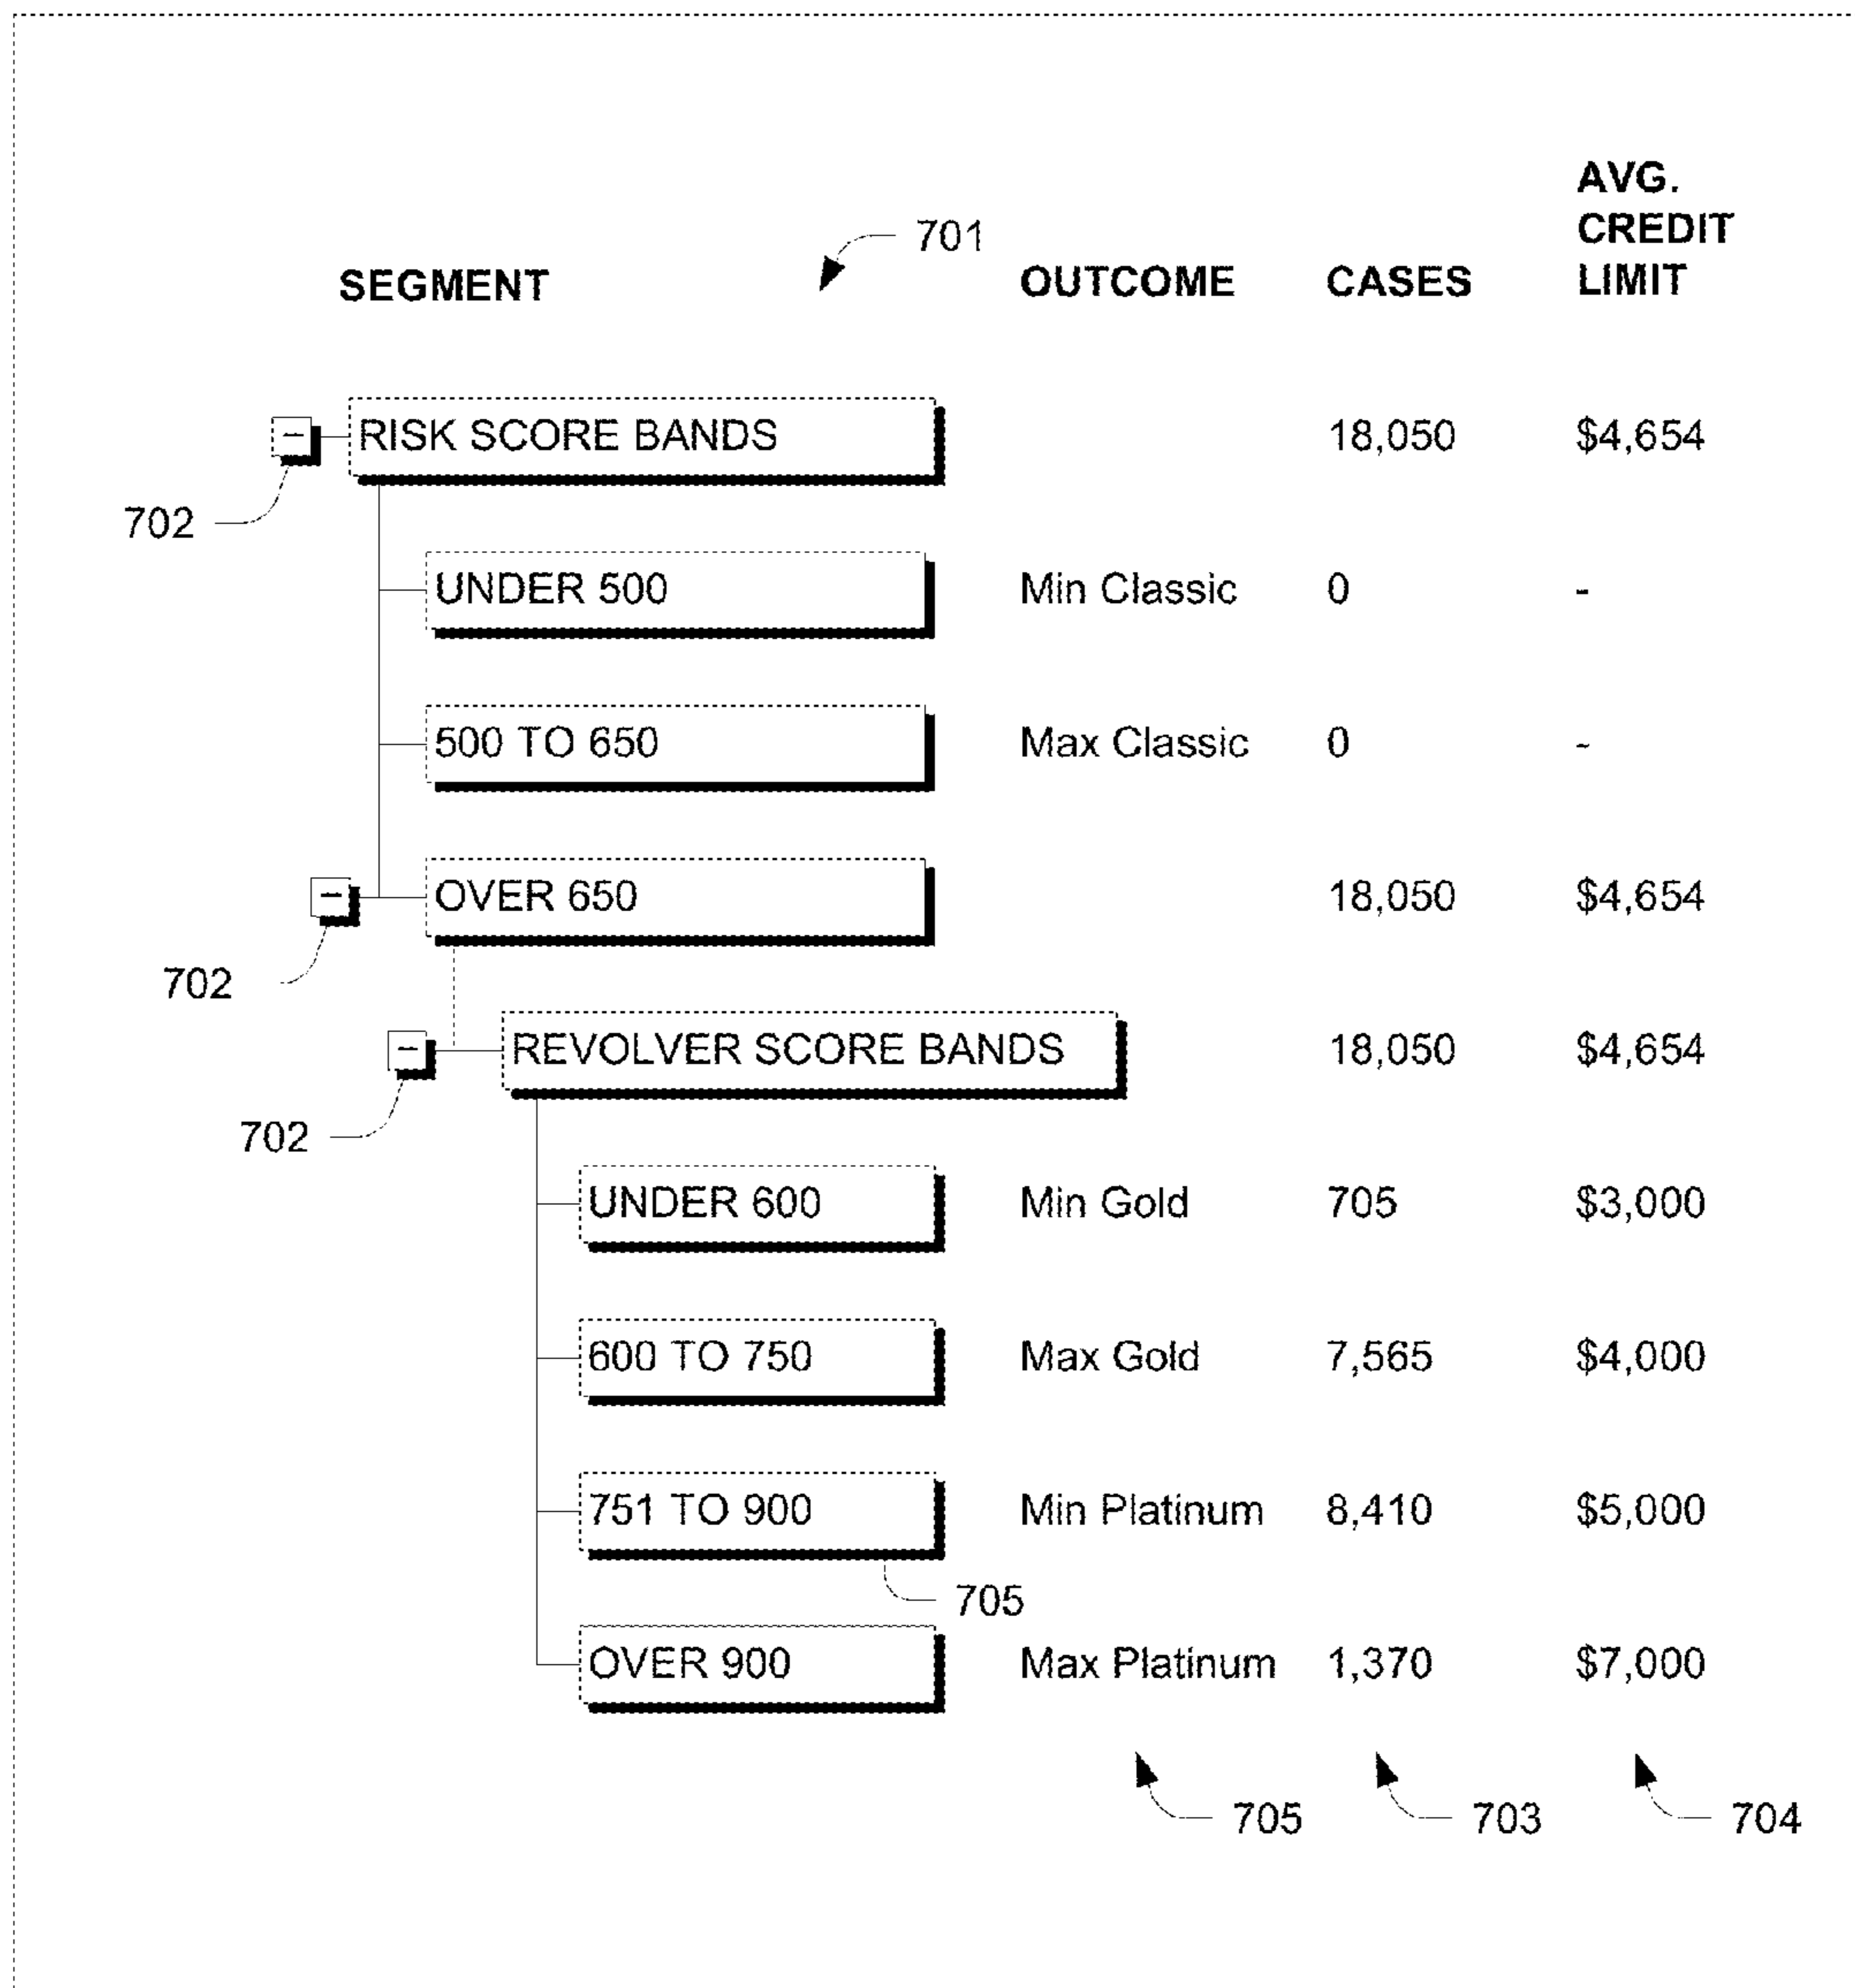 AVG.
CREDIT
701
SEGMENT OUTCOME CASES LIMIT
− RISK SCORE BANDS 18,050 $4,654
702
UNDER 500 Min Classic 0 -
500 TO 650 Max Classic 0 -
− OVER 650 18,050 $4,654
702
− REVOLVER SCORE BANDS 18,050 $4,654
702
UNDER 600 Min Gold 705 $3,000
600 TO 750 Max Gold 7,565 $4,000
751 TO 900 Min Platinum 8,410 $5,000
705
OVER 900 Max Platinum 1,370 $7,000
705 703 704